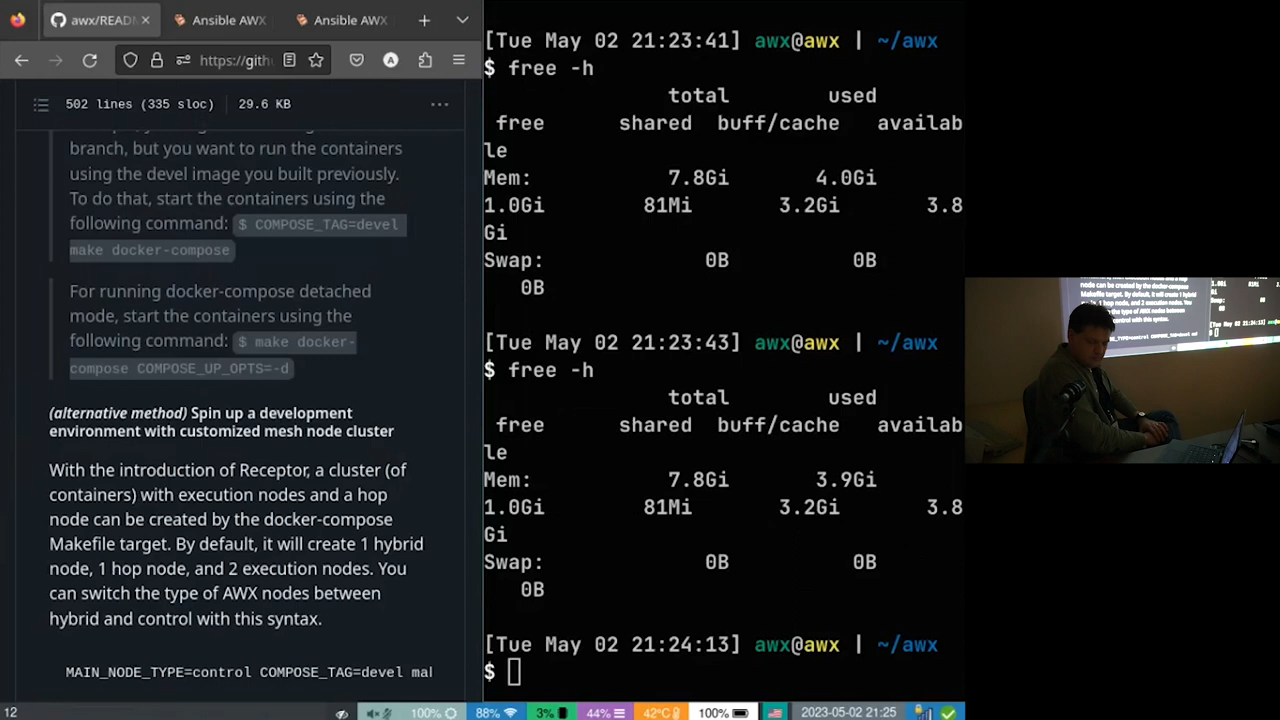 awx/READ
Ansible AWX
Ansible AWX
https://gith
502 lines (335 sloc)
29.6 KB
branch, but you want to run the containers
using the devel image you built previously.
To do that, start the containers using the
following command: $ COMPOSE_TAG=devel
make docker-compose
For running docker-compose detached
mode, start the containers using the
following command: $ make docker-
compose COMPOSE_UP_OPTS=-d
(alternative method) Spin up a development
environment with customized mesh node cluster
With the introduction of Receptor, a cluster (of
containers) with execution nodes and a hop
node can be created by the docker-compose
Makefile target. By default, it will create 1 hybrid
node, 1 hop node, and 2 execution nodes. You
can switch the type of AWX nodes between
hybrid and control with this syntax.
MAIN_NODE_TYPE=control COMPOSE_TAG=devel mak
[Tue May 02 21:23:41] awx@awx | ~/awx
$ free -h
total used
free shared buff/cache availab
le
Mem: 7.8Gi 4.0Gi
1.0Gi 81Mi 3.2Gi 3.8
Gi
Swap: 0B 0B
0B
[Tue May 02 21:23:43] awx@awx | ~/awx
$ free -h
total used
free shared buff/cache availab
le
Mem: 7.8Gi 3.9Gi
1.0Gi 81Mi 3.2Gi 3.8
Gi
Swap: 0B 0B
0B
[Tue May 02 21:24:13] awx@awx | ~/awx
$
12
100% 88% 3% 44% 42°C 100% 2023-05-02 21:25